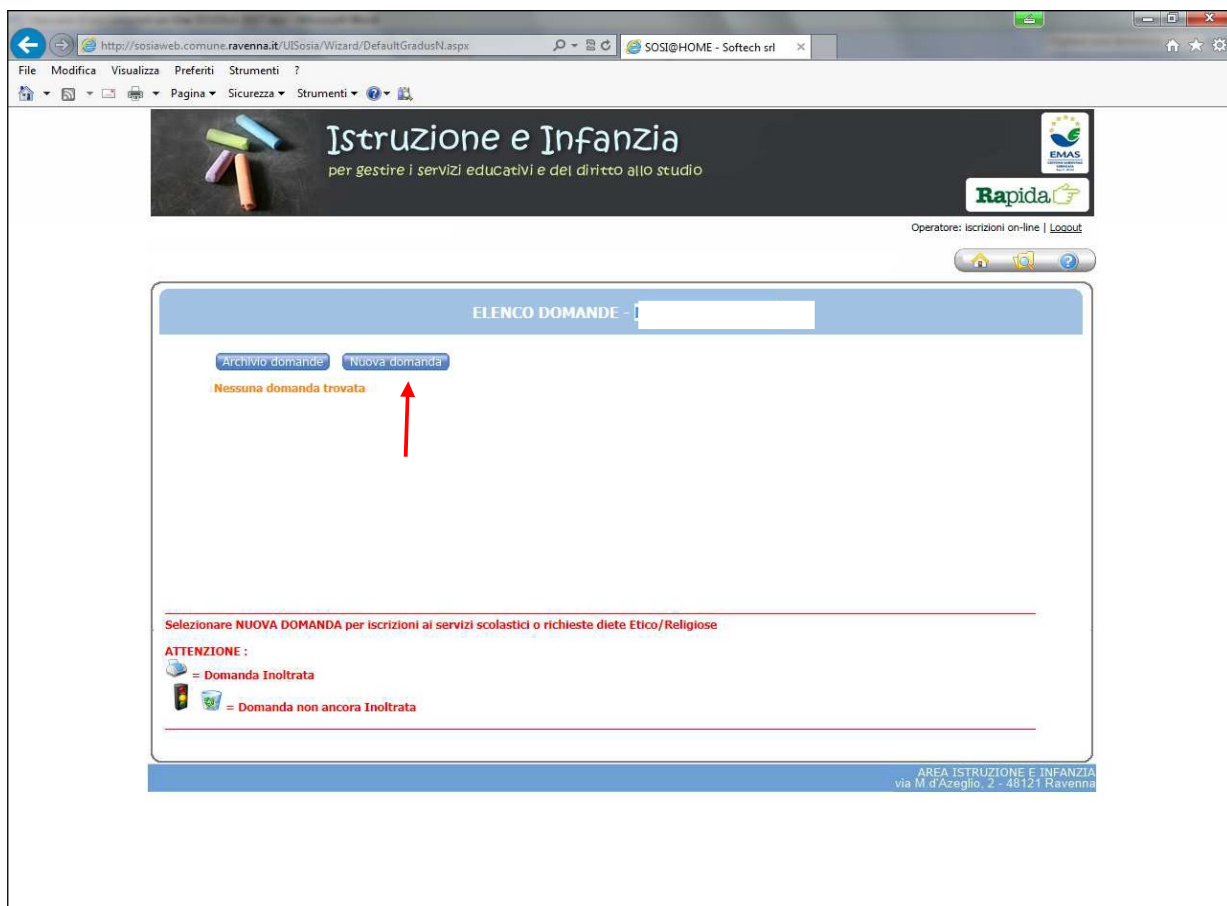 http://sosiaweb.comune.ravenna.it/UISosia/Wizard/DefaultGradusN.aspx
SOSI@HOME - Softech srl
File Modifica Visualizza Preferiti Strumenti ?
Pagina Sicurezza Strumenti
Istruzione e Infanzia
per gestire i servizi educativi e del diritto allo studio
EMAS
Rapida
Operatore: iscrizioni on-line | Logout
ELENCO DOMANDE -
Archivio domande Nuova domanda
Nessuna domanda trovata
Selezionare NUOVA DOMANDA per iscrizioni ai servizi scolastici o richieste diete Etico/Religiose
ATTENZIONE :
= Domanda Inoltrata
= Domanda non ancora Inoltrata
AREA ISTRUZIONE E INFANZIA
via M.d'Azeglio, 2 - 48121 Ravenna